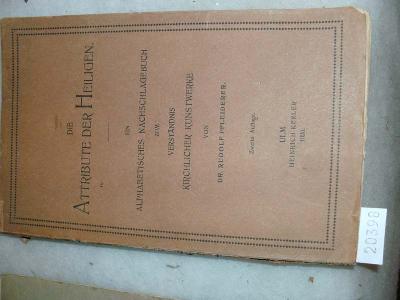 DIE
ATTRIBUTE DER HEILIGEN.
EIN
ALPHABETISCHES NACHSCHLAGEBUCH
ZUM
VERSTÄNDNIS
KIRCHLICHER KUNSTWERKE
VON
DR. RUDOLF PFLEIDERER.
Zweite Auflage.
ULM
HEINRICH KERLER
1920.
20398